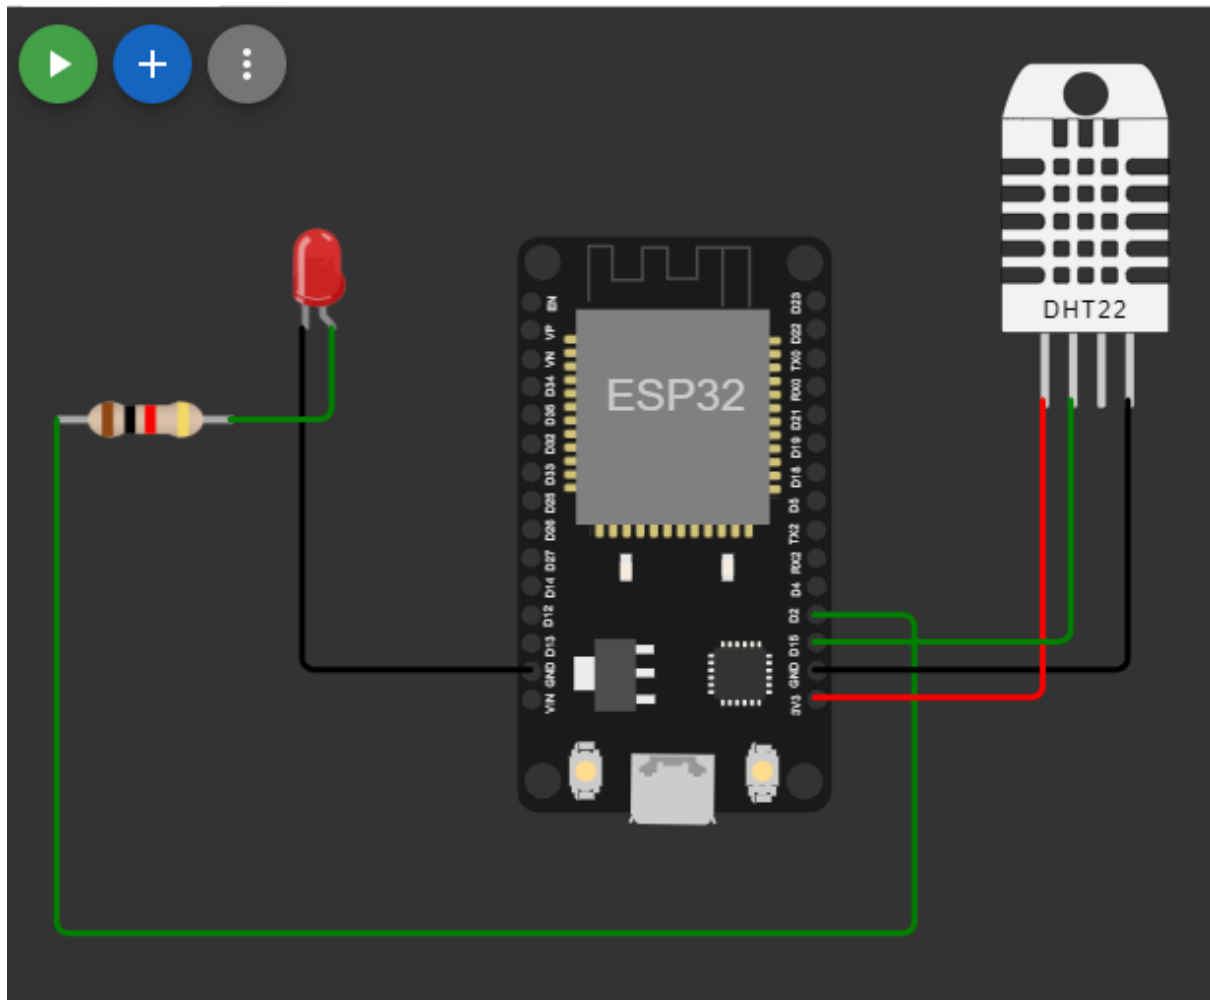 DHT22
ESP32
EN
VP
VN
D34
D35
D32
D33
D25
D26
D27
D14
D12
D13
GND
VIN
D23
D22
TX0
RX0
D21
D19
D18
D5
TX2
RX2
D4
D2
D15
GND
3V3